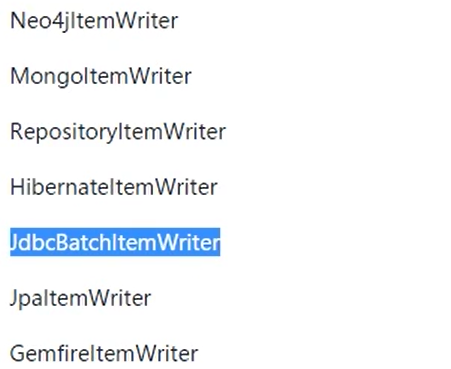 Neo4jItemWriter
MongoItemWriter
RepositoryItemWriter
HibernateItemWriter
JdbcBatchItemWriter
JpaItemWriter
GemfireItemWriter